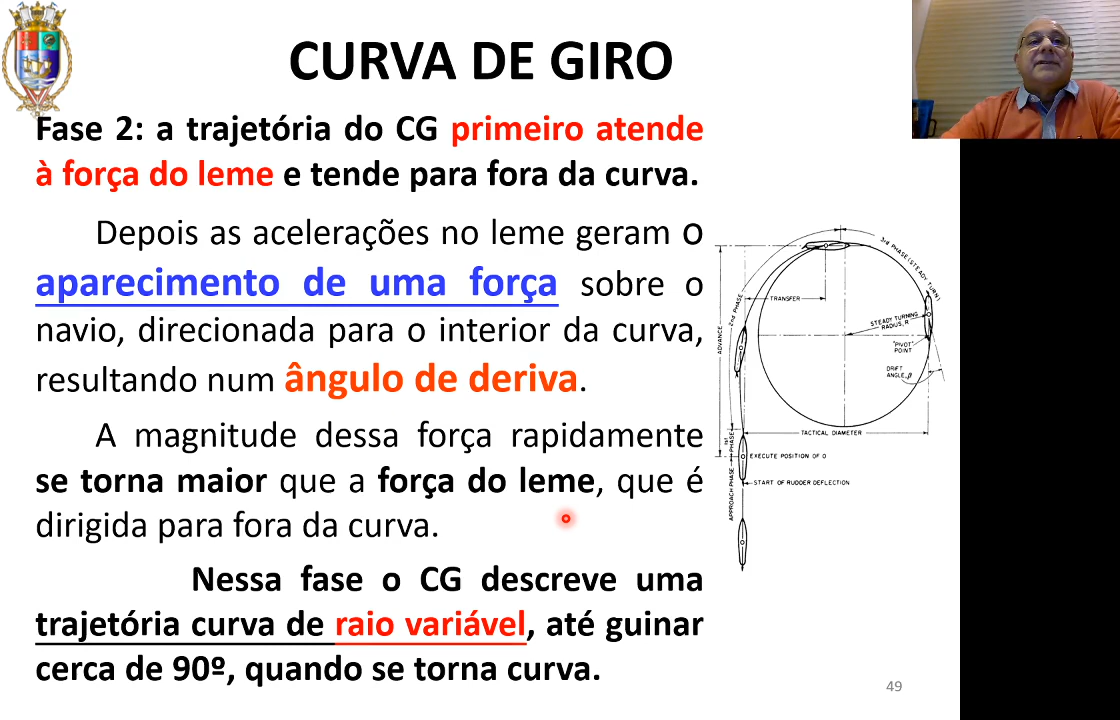 CURVA DE GIRO
Fase 2: a trajetória do CG primeiro atende
à força do leme e tende para fora da curva.
Depois as acelerações no leme geram o
aparecimento de uma força sobre o
navio, direcionada para o interior da curva,
resultando num ângulo de deriva.
A magnitude dessa força rapidamente
se torna maior que a força do leme, que é
dirigida para fora da curva.
Nessa fase o CG descreve uma
trajetória curva de raio variável, até guinar
cerca de 90º, quando se torna curva.
3rd PHASE (STEADY TURN)
2nd PHASE
TRANSFER
ADVANCE
STEADY TURNING
RADIUS, R
"PIVOT"
POINT
DRIFT
ANGLE, β
TACTICAL DIAMETER
1st
PHASE
EXECUTE POSITION OF O
START OF RUDDER DEFLECTION
APPROACH PHASE
49